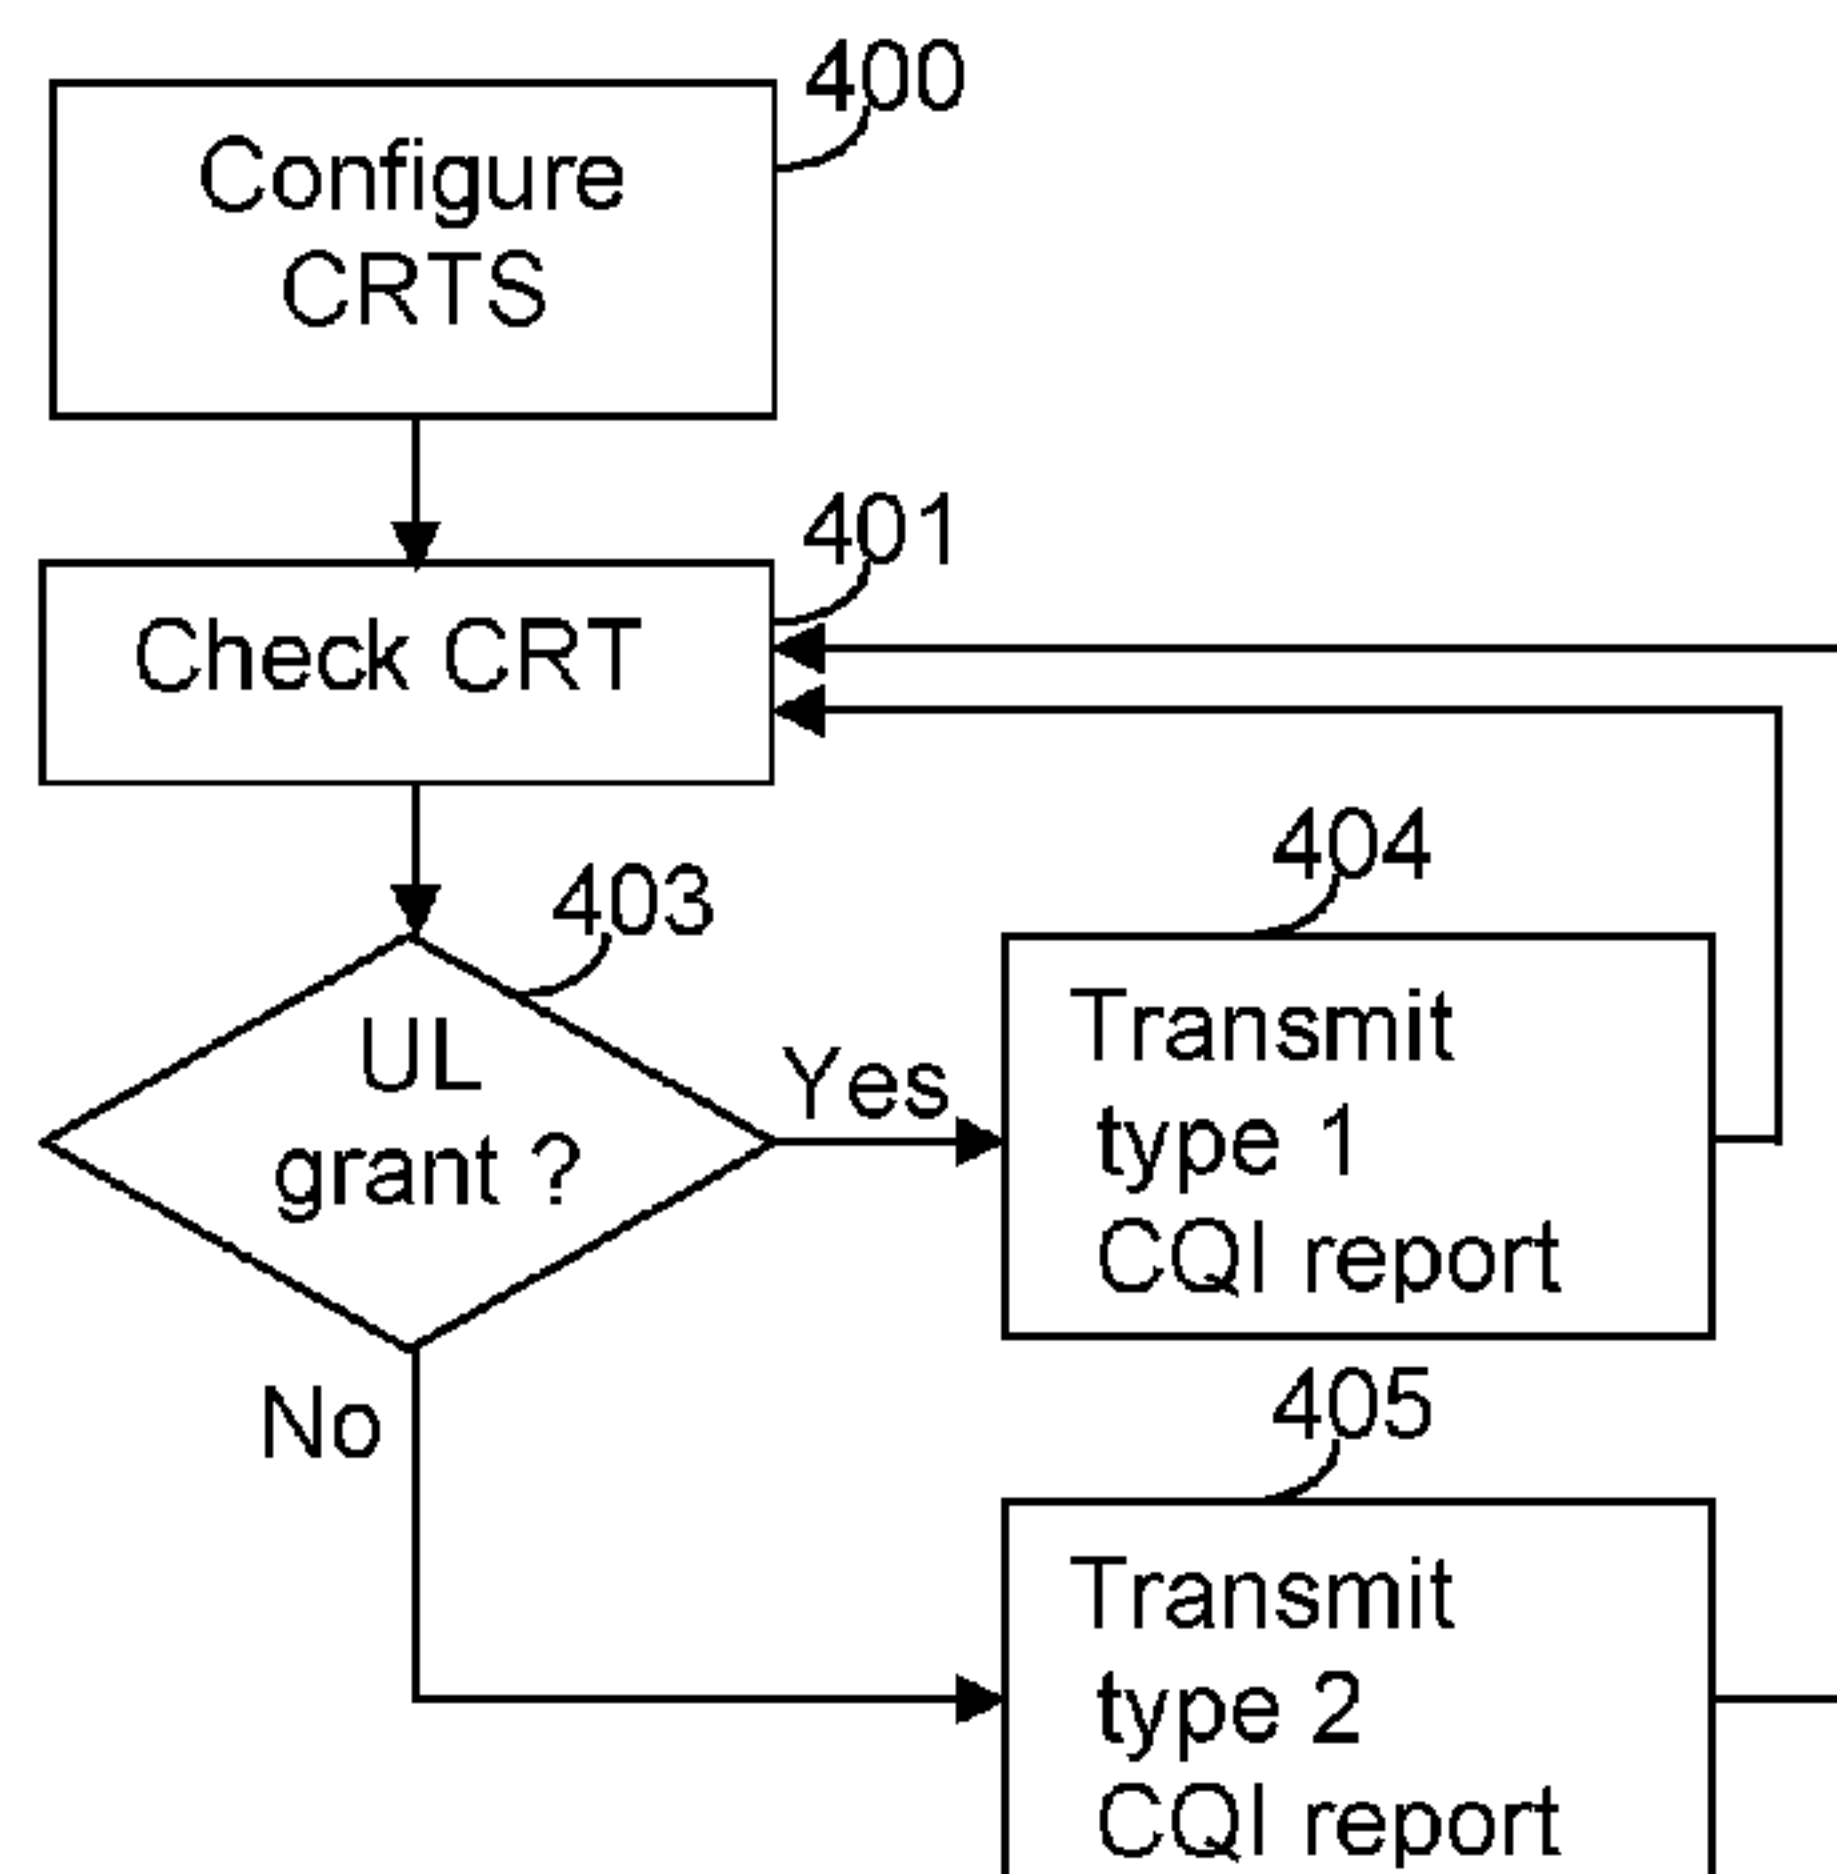 400
Configure
CRTS
401
Check CRT
403
UL
grant ?
Yes
404
Transmit
type 1
CQI report
No
405
Transmit
type 2
CQI report